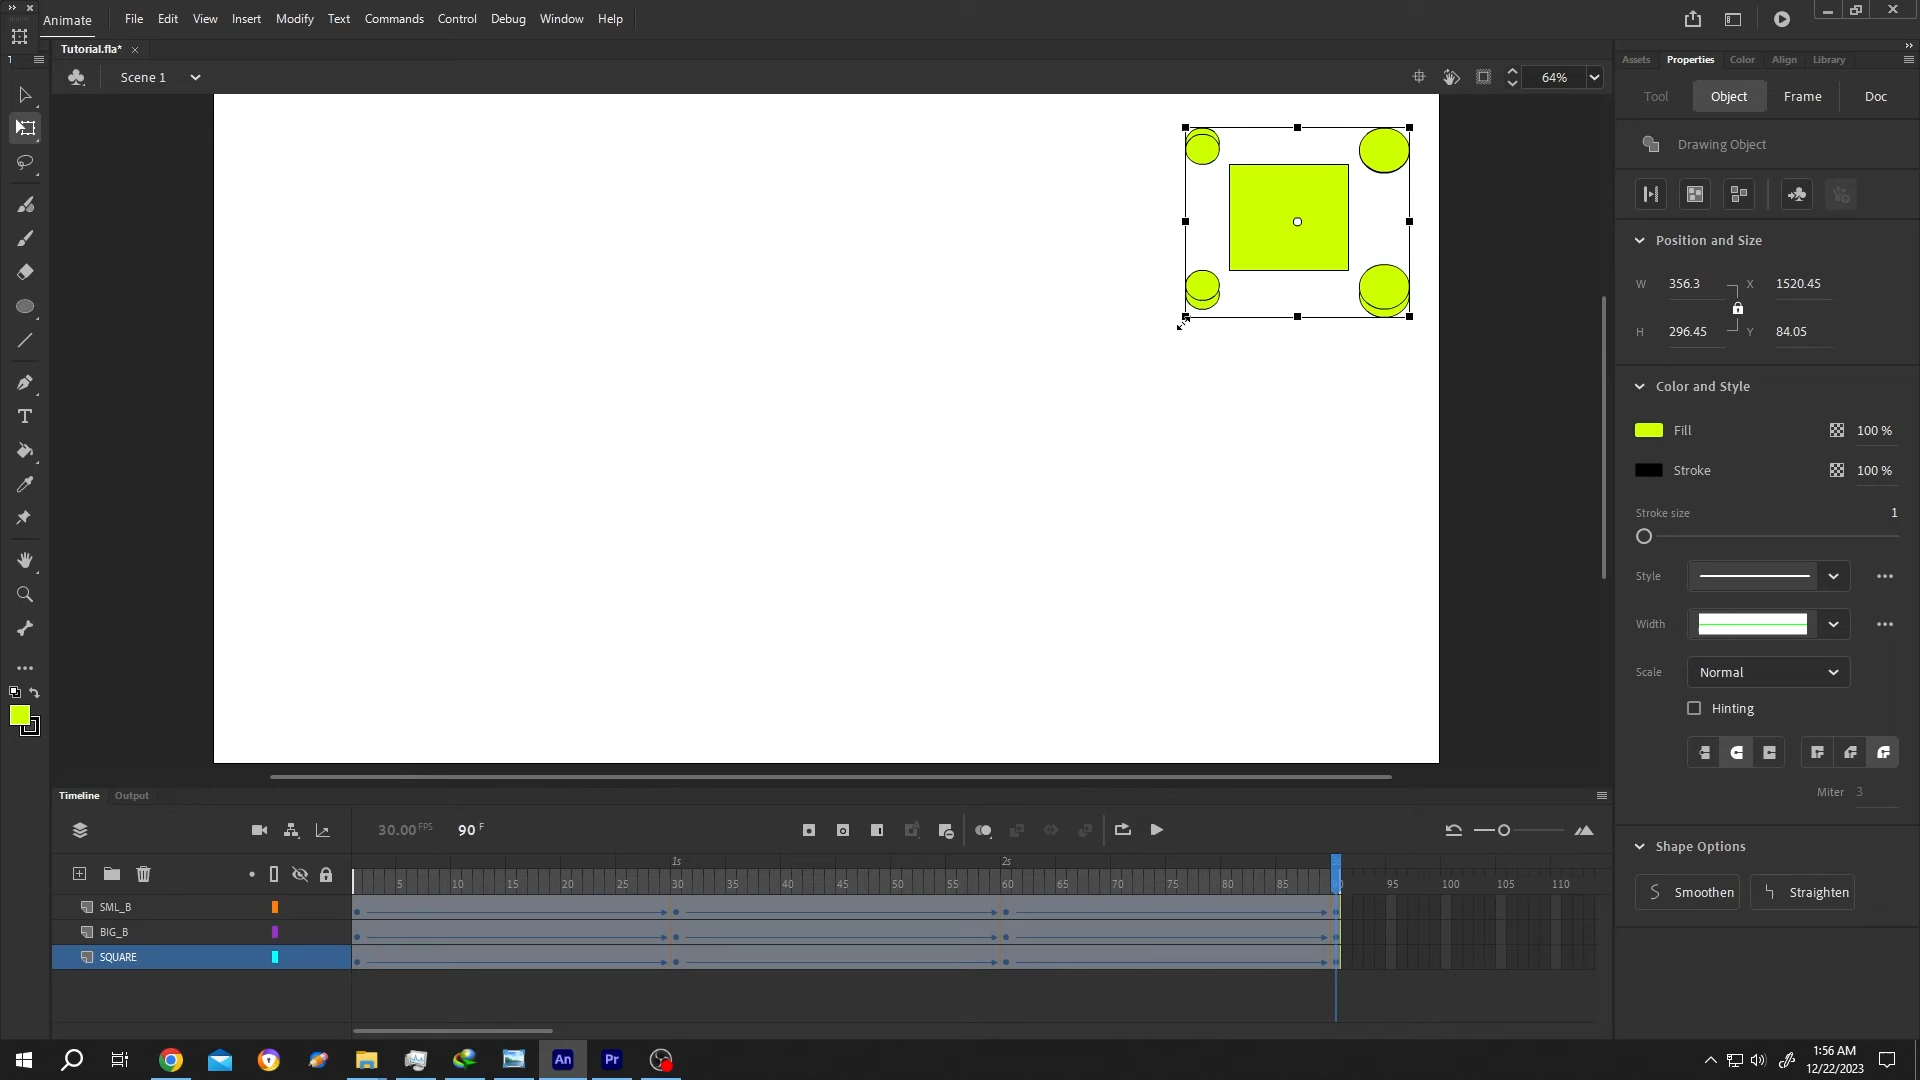 Animate File Edit View Insert Modify Text Commands Control Debug Window Help
Tutorial.fla*
Scene 1 64%
Assets Properties Color Align Library
Tool Object Frame Doc
Drawing Object
Position and Size
W 356.3 X 1520.45
H 296.45 Y 84.05
Color and Style
Fill 100 %
Stroke 100 %
Stroke size 1
Style
Width
Scale Normal
Hinting
Miter 3
Shape Options
Smoothen Straighten
Timeline Output
30.00 FPS 90 F
1s 2s
5 10 15 20 25 30 35 40 45 50 55 60 65 70 75 80 85 95 100 105 110
SML_B
BIG_B
SQUARE
An Pr
1:56 AM
12/22/2023